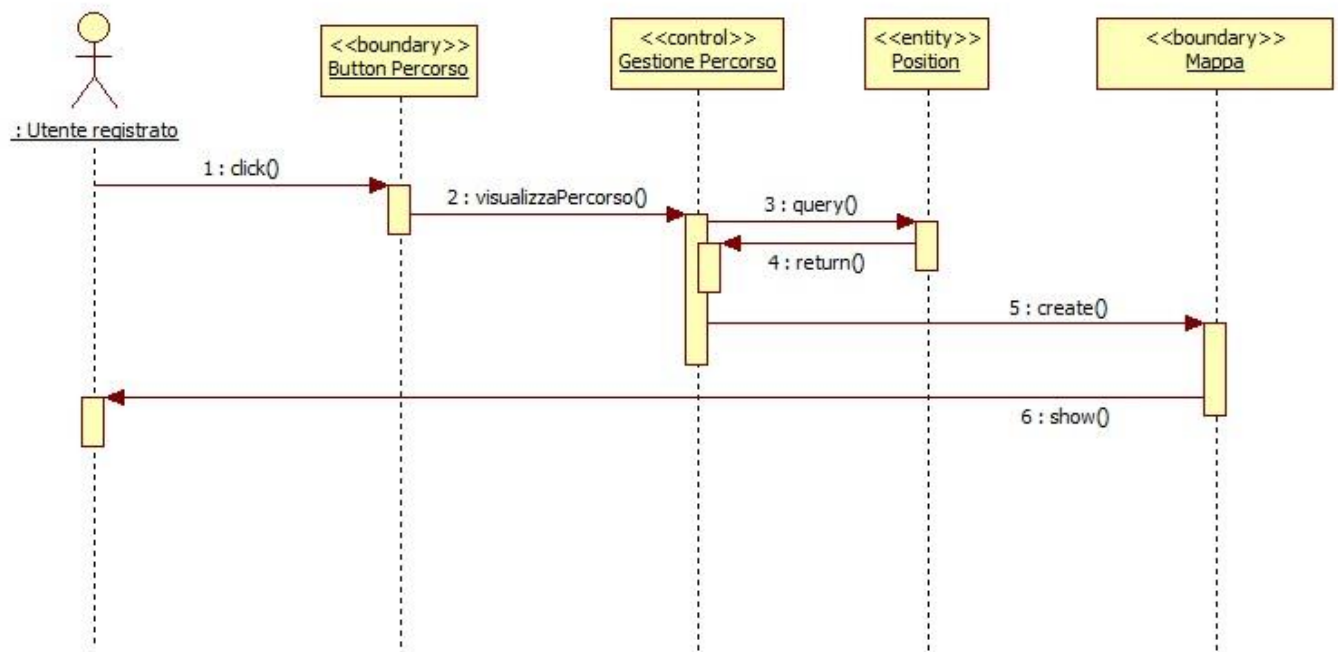 <<boundary>>
Button Percorso
<<control>>
Gestione Percorso
<<entity>>
Position
<<boundary>>
Mappa
: Utente registrato
1 : click()
2 : visualizzaPercorso()
3 : query()
4 : return()
5 : create()
6 : show()